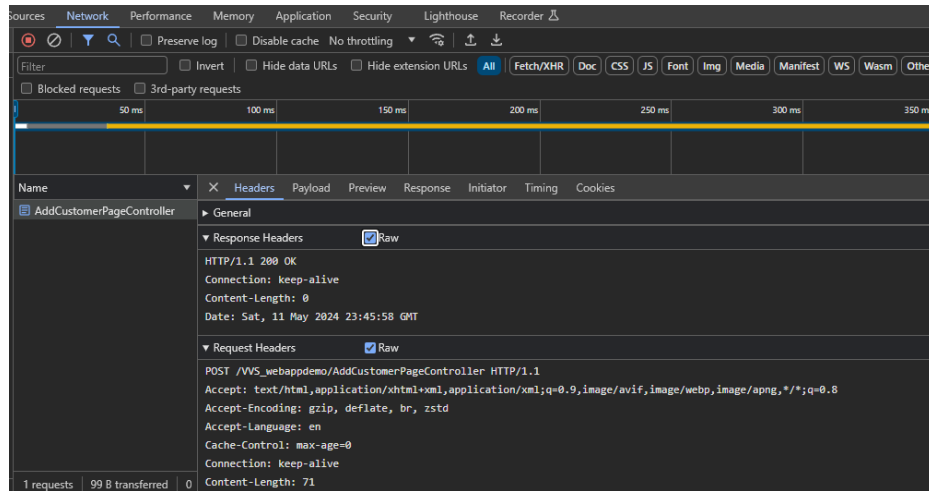 Sources Network Performance Memory Application Security Lighthouse Recorder
Preserve log Disable cache No throttling
Filter Invert Hide data URLs Hide extension URLs All Fetch/XHR Doc CSS JS Font Img Media Manifest WS Wasm Othe
Blocked requests 3rd-party requests
50 ms 100 ms 150 ms 200 ms 250 ms 300 ms 350 m
Name Headers Payload Preview Response Initiator Timing Cookies
AddCustomerPageController
General
Response Headers Raw
HTTP/1.1 200 OK
Connection: keep-alive
Content-Length: 0
Date: Sat, 11 May 2024 23:45:58 GMT
Request Headers Raw
POST /VVS_webappdemo/AddCustomerPageController HTTP/1.1
Accept: text/html,application/xhtml+xml,application/xml;q=0.9,image/avif,image/webp,image/apng,*/*;q=0.8
Accept-Encoding: gzip, deflate, br, zstd
Accept-Language: en
Cache-Control: max-age=0
Connection: keep-alive
Content-Length: 71
1 requests 99 B transferred 0